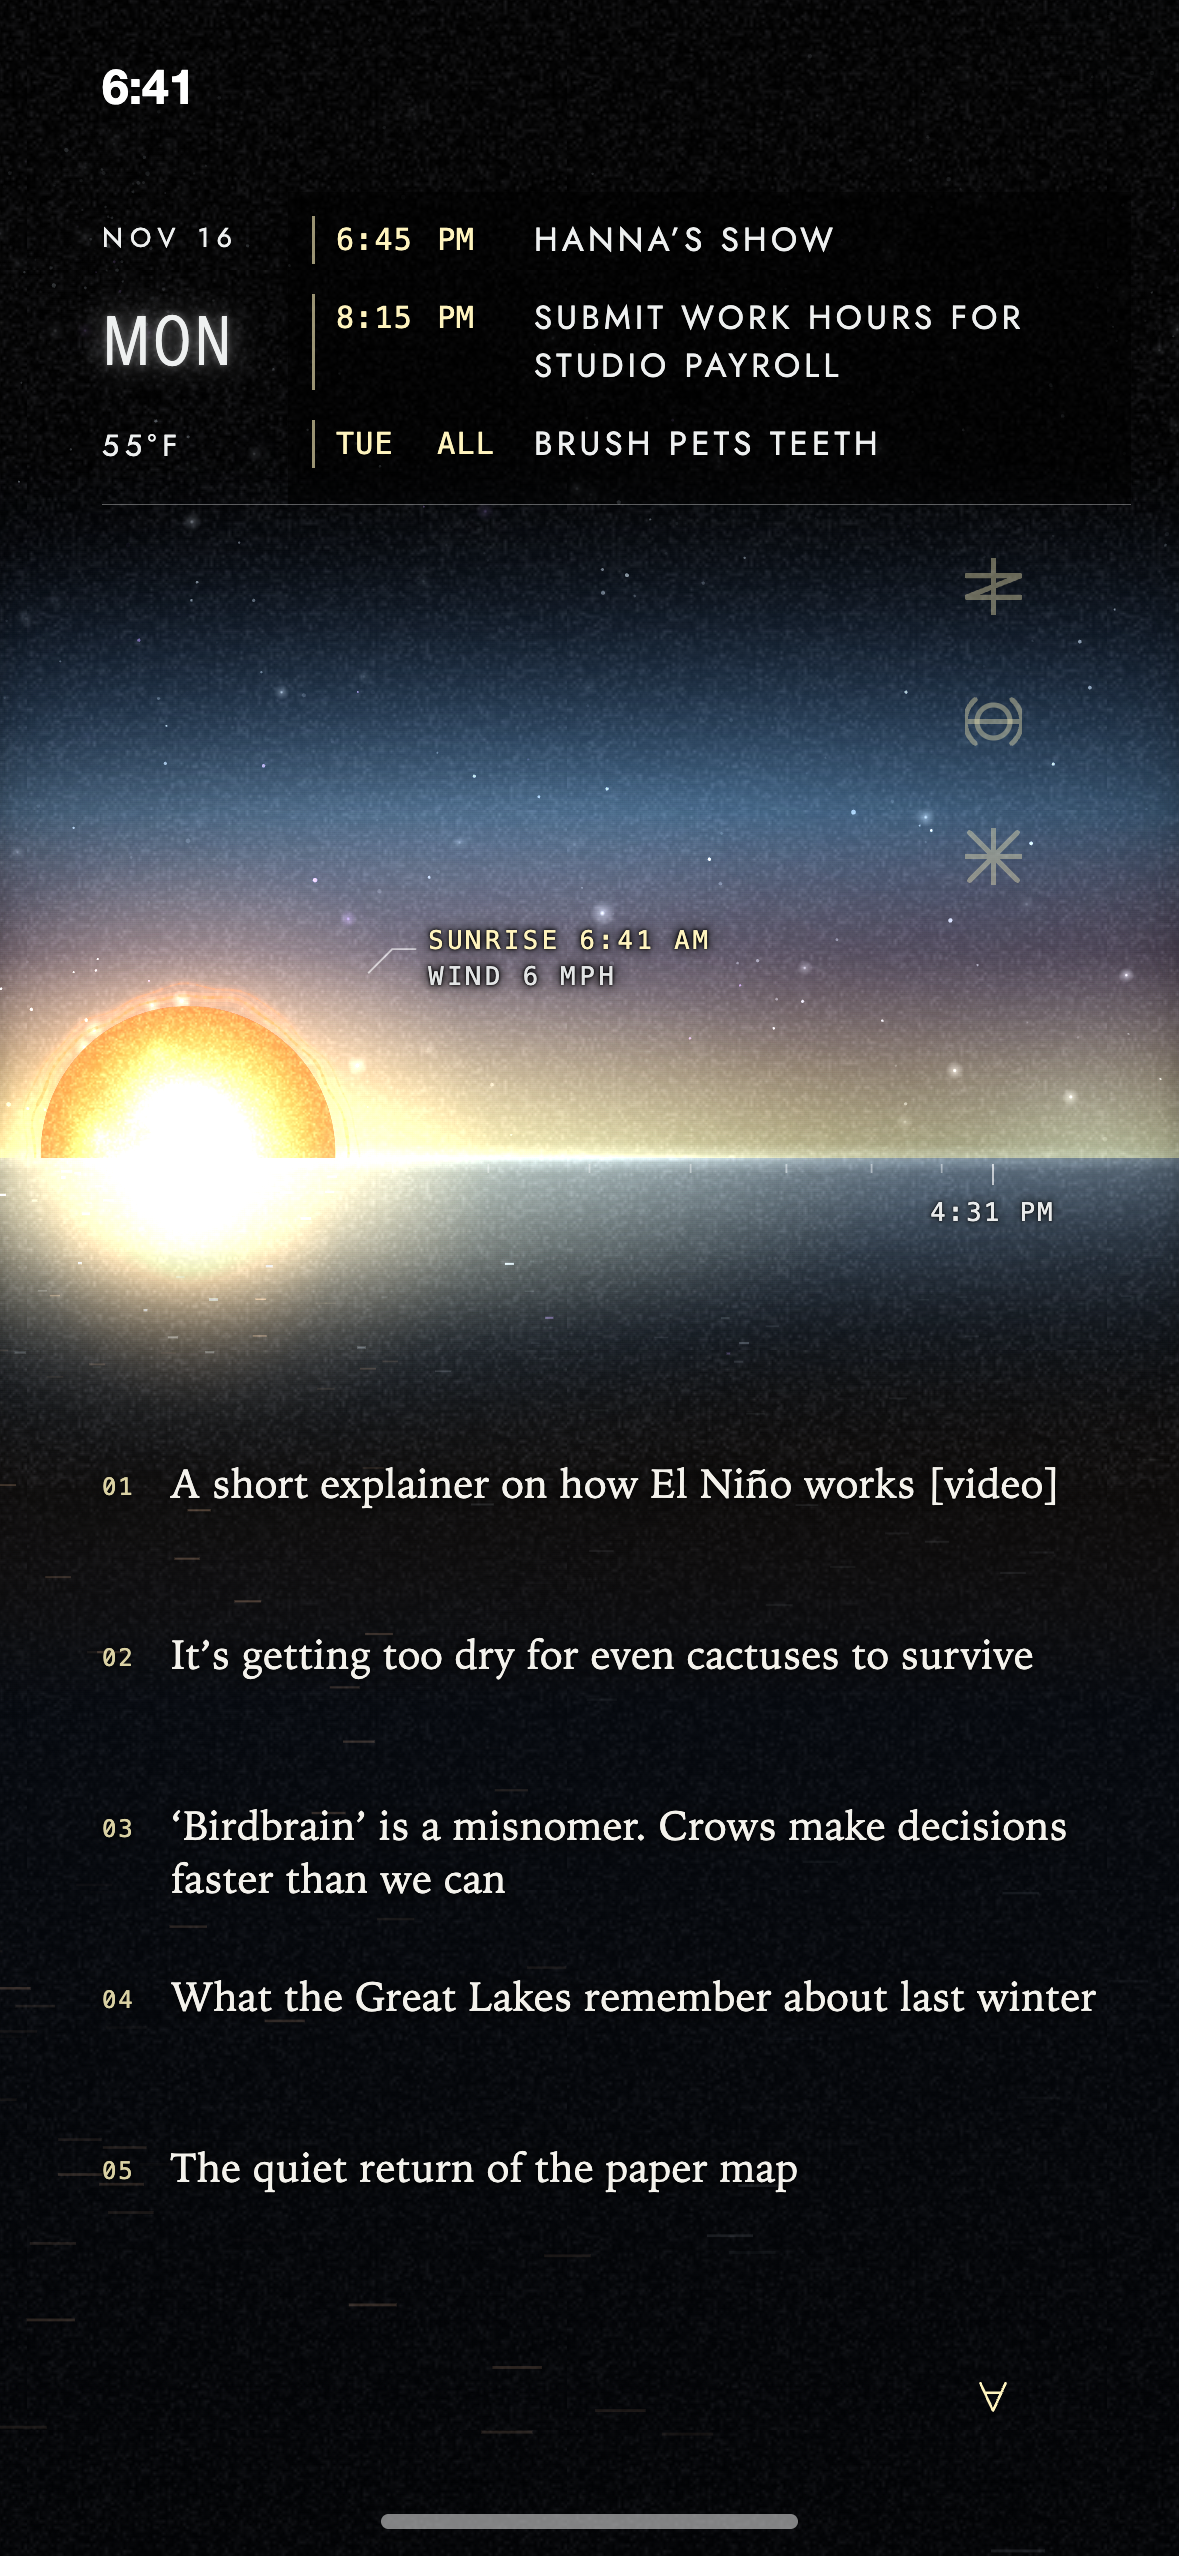 6:41
NOV 16
MON
55°F
6:45 PM HANNA’S SHOW
8:15 PM SUBMIT WORK HOURS FOR
STUDIO PAYROLL
TUE ALL BRUSH PETS TEETH
SUNRISE 6:41 AM
WIND 6 MPH
4:31 PM
01 A short explainer on how El Niño works [video]
02 It’s getting too dry for even cactuses to survive
03 ‘Birdbrain’ is a misnomer. Crows make decisions
faster than we can
04 What the Great Lakes remember about last winter
05 The quiet return of the paper map